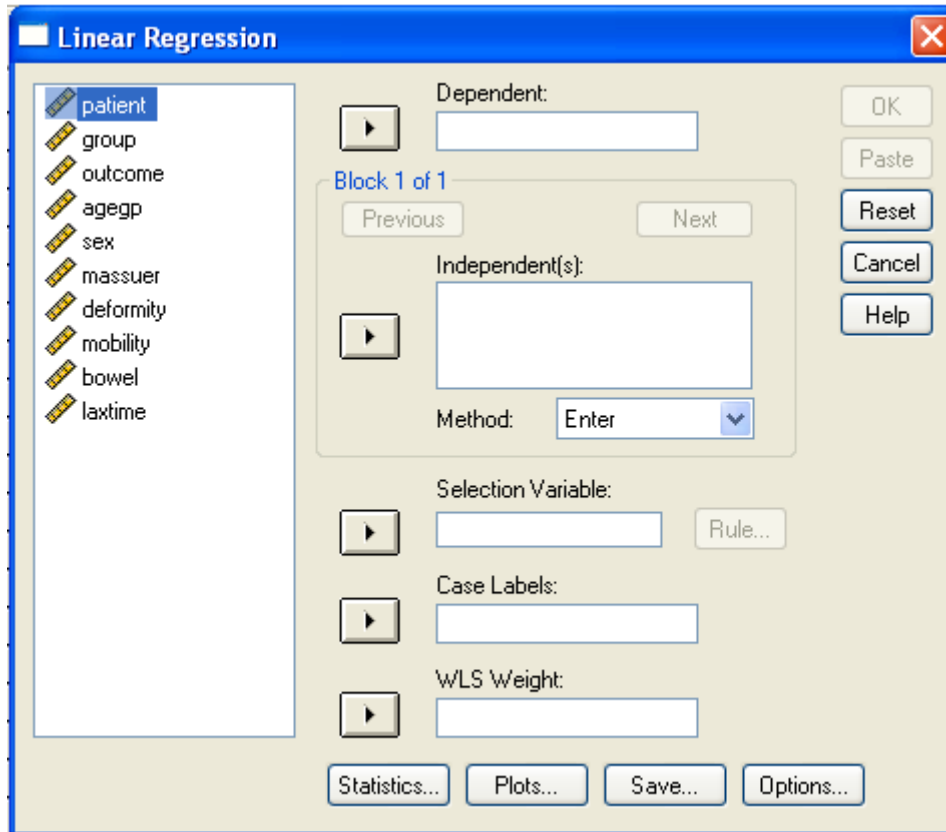 Linear Regression
patient
group
outcome
agegp
sex
massuer
deformity
mobility
bowel
laxtime
Dependent:
Block 1 of 1
Previous
Next
Independent(s):
Method:
Enter
Selection Variable:
Rule...
Case Labels:
WLS Weight:
Statistics...
Plots...
Save...
Options...
OK
Paste
Reset
Cancel
Help